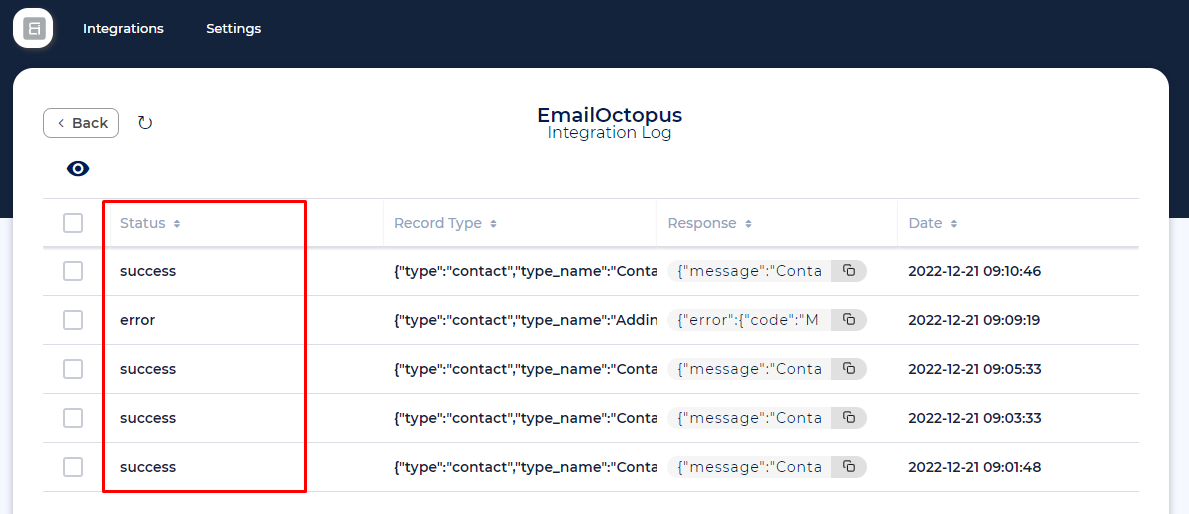 Integrations Settings
Back
EmailOctopus
Integration Log
Status Record Type Response Date
success {"type":"contact","type_name":"Conta {"message":"Conta 2022-12-21 09:10:46
error {"type":"contact","type_name":"Addin {"error":{"code":"M 2022-12-21 09:09:19
success {"type":"contact","type_name":"Conta {"message":"Conta 2022-12-21 09:05:33
success {"type":"contact","type_name":"Conta {"message":"Conta 2022-12-21 09:03:33
success {"type":"contact","type_name":"Conta {"message":"Conta 2022-12-21 09:01:48